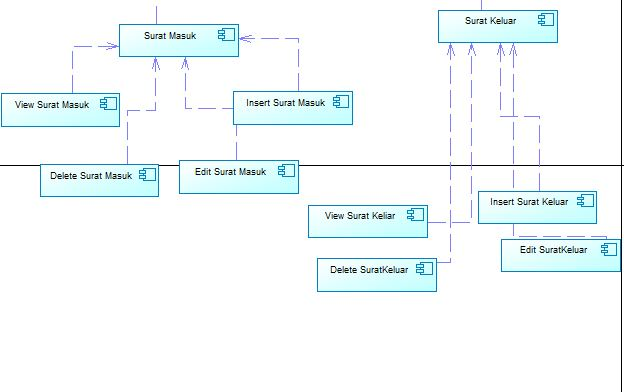 Surat Masuk
Surat Keluar
View Surat Masuk
Insert Surat Masuk
Delete Surat Masuk
Edit Surat Masuk
View Surat Keliar
Insert Surat Keluar
Delete SuratKeluar
Edit SuratKeluar